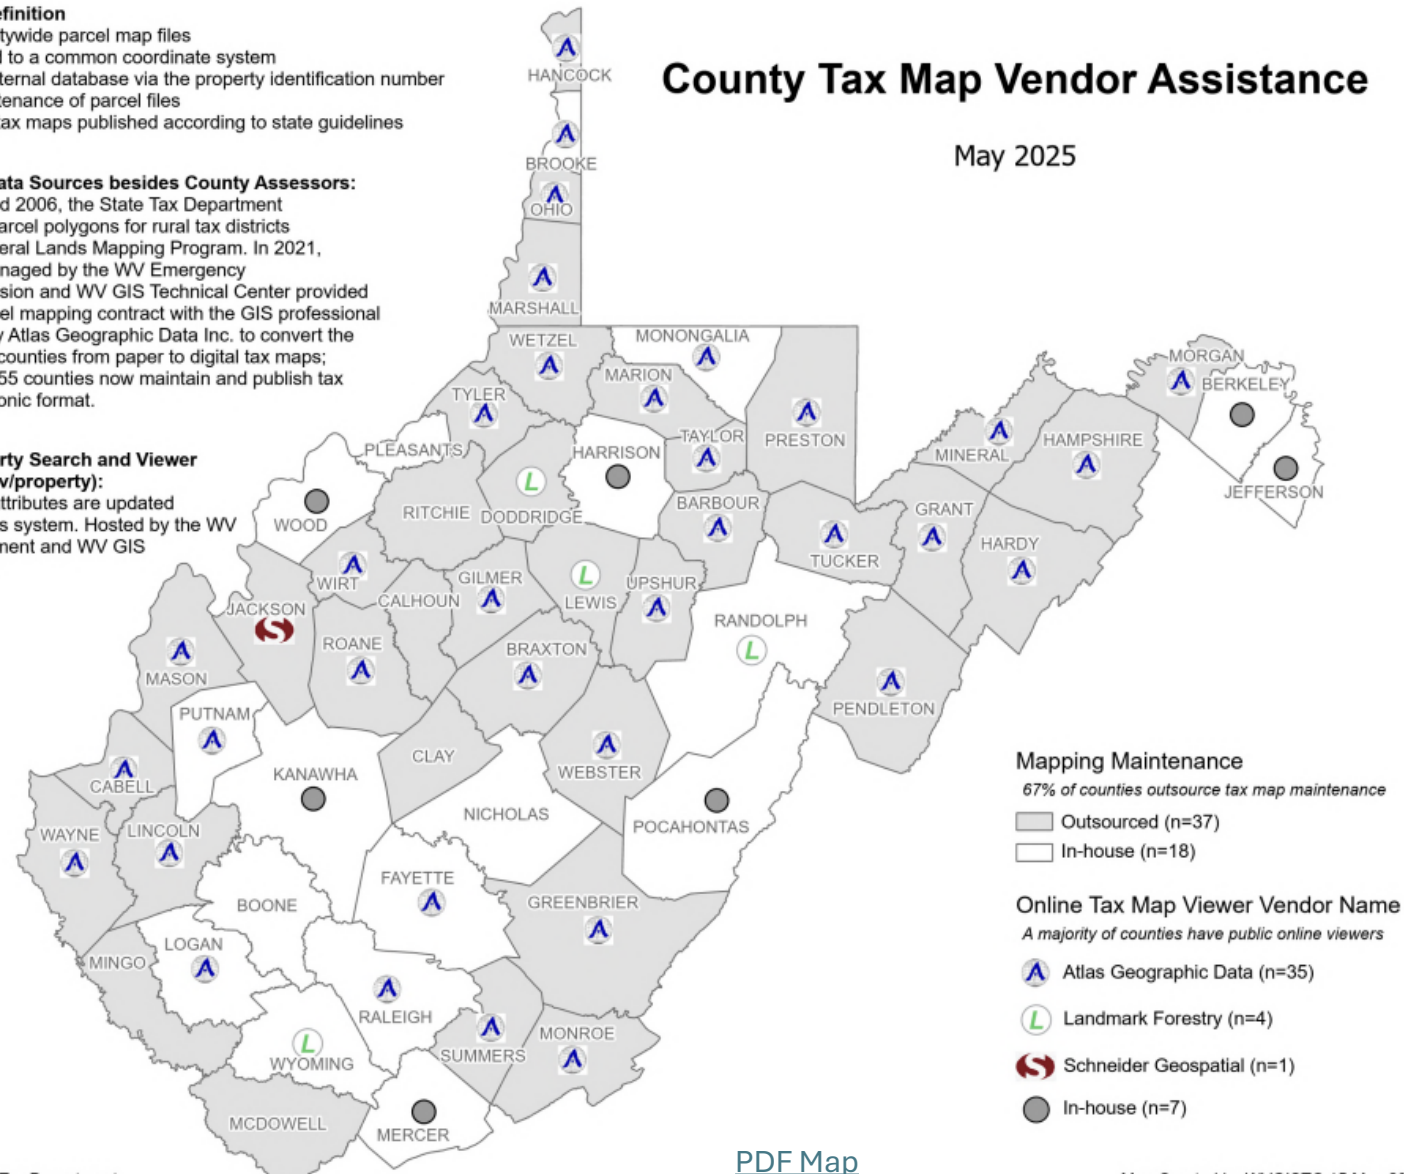 efinition
tywide parcel map files
l to a common coordinate system
ternal database via the property identification number
tenance of parcel files
tax maps published according to state guidelines
ata Sources besides County Assessors:
d 2006, the State Tax Department
arcel polygons for rural tax districts
eral Lands Mapping Program. In 2021,
naged by the WV Emergency
sion and WV GIS Technical Center provided
el mapping contract with the GIS professional
y Atlas Geographic Data Inc. to convert the
counties from paper to digital tax maps;
55 counties now maintain and publish tax
onic format.
rty Search and Viewer
v/property):
ttributes are updated
s system. Hosted by the WV
ment and WV GIS
County Tax Map Vendor Assistance
May 2025
HANCOCK
BROOKE
OHIO
MARSHALL
WETZEL
MONONGALIA
MARION
TYLER
PLEASANTS
HARRISON
TAYLOR
PRESTON
MORGAN
BERKELEY
JEFFERSON
MINERAL
HAMPSHIRE
WOOD
RITCHIE
L
DODDRIDGE
BARBOUR
TUCKER
GRANT
HARDY
WIRT
CALHOUN
GILMER
L
LEWIS
UPSHUR
RANDOLPH
L
JACKSON
S
ROANE
BRAXTON
MASON
PENDLETON
PUTNAM
CABELL
KANAWHA
CLAY
WEBSTER
NICHOLAS
POCAHONTAS
WAYNE
LINCOLN
BOONE
FAYETTE
GREENBRIER
LOGAN
MINGO
RALEIGH
L
WYOMING
SUMMERS
MONROE
MCDOWELL
MERCER
Mapping Maintenance
67% of counties outsource tax map maintenance
Outsourced (n=37)
In-house (n=18)
Online Tax Map Viewer Vendor Name
A majority of counties have public online viewers
Atlas Geographic Data (n=35)
L Landmark Forestry (n=4)
S Schneider Geospatial (n=1)
In-house (n=7)
PDF Map